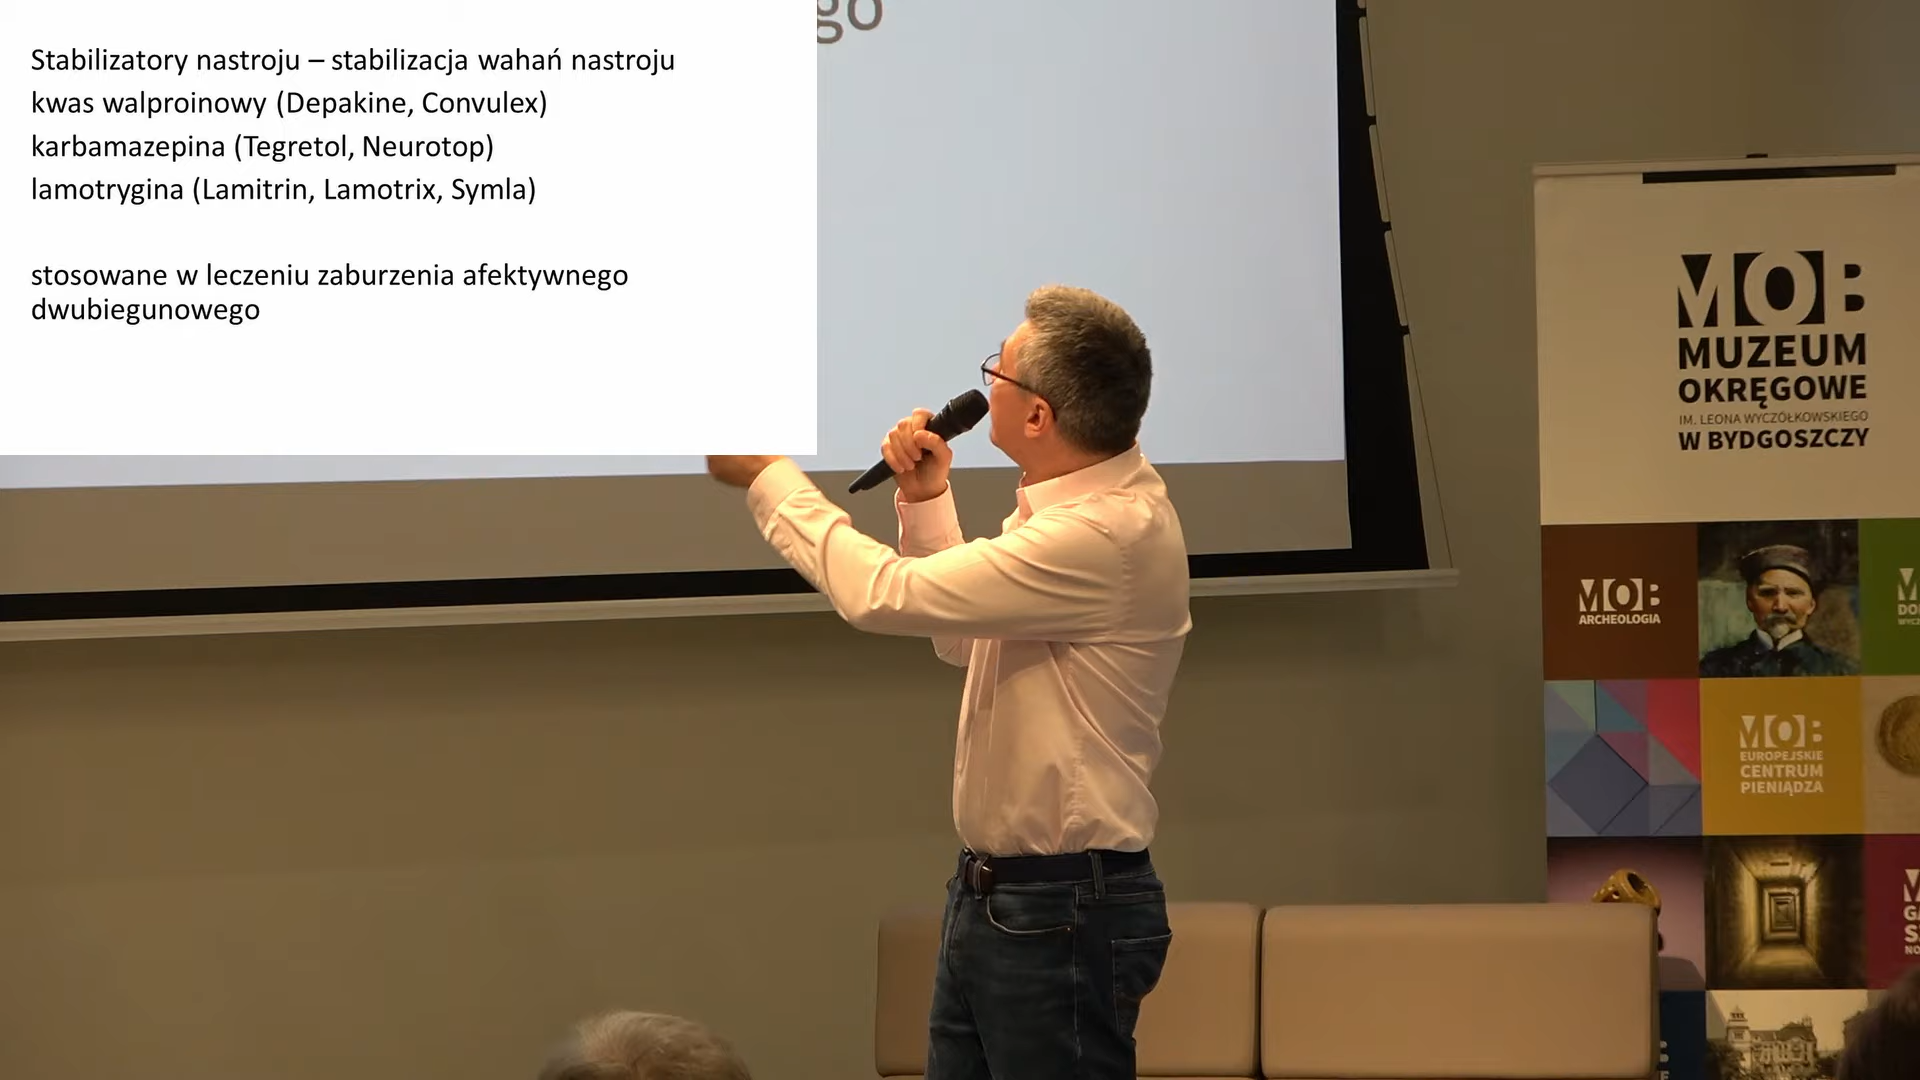 Stabilizatory nastroju – stabilizacja wahań nastroju
kwas walproinowy (Depakine, Convulex)
karbamazepina (Tegretol, Neurotop)
lamotrygina (Lamitrin, Lamotrix, Symla)
stosowane w leczeniu zaburzenia afektywnego
dwubiegunowego
go
MOB
MUZEUM
OKRĘGOWE
IM. LEONA WYCZÓŁKOWSKIEGO
W BYDGOSZCZY
MOB
ARCHEOLOGIA
MOB
EUROPEJSKIE
CENTRUM
PIENIĄDZA